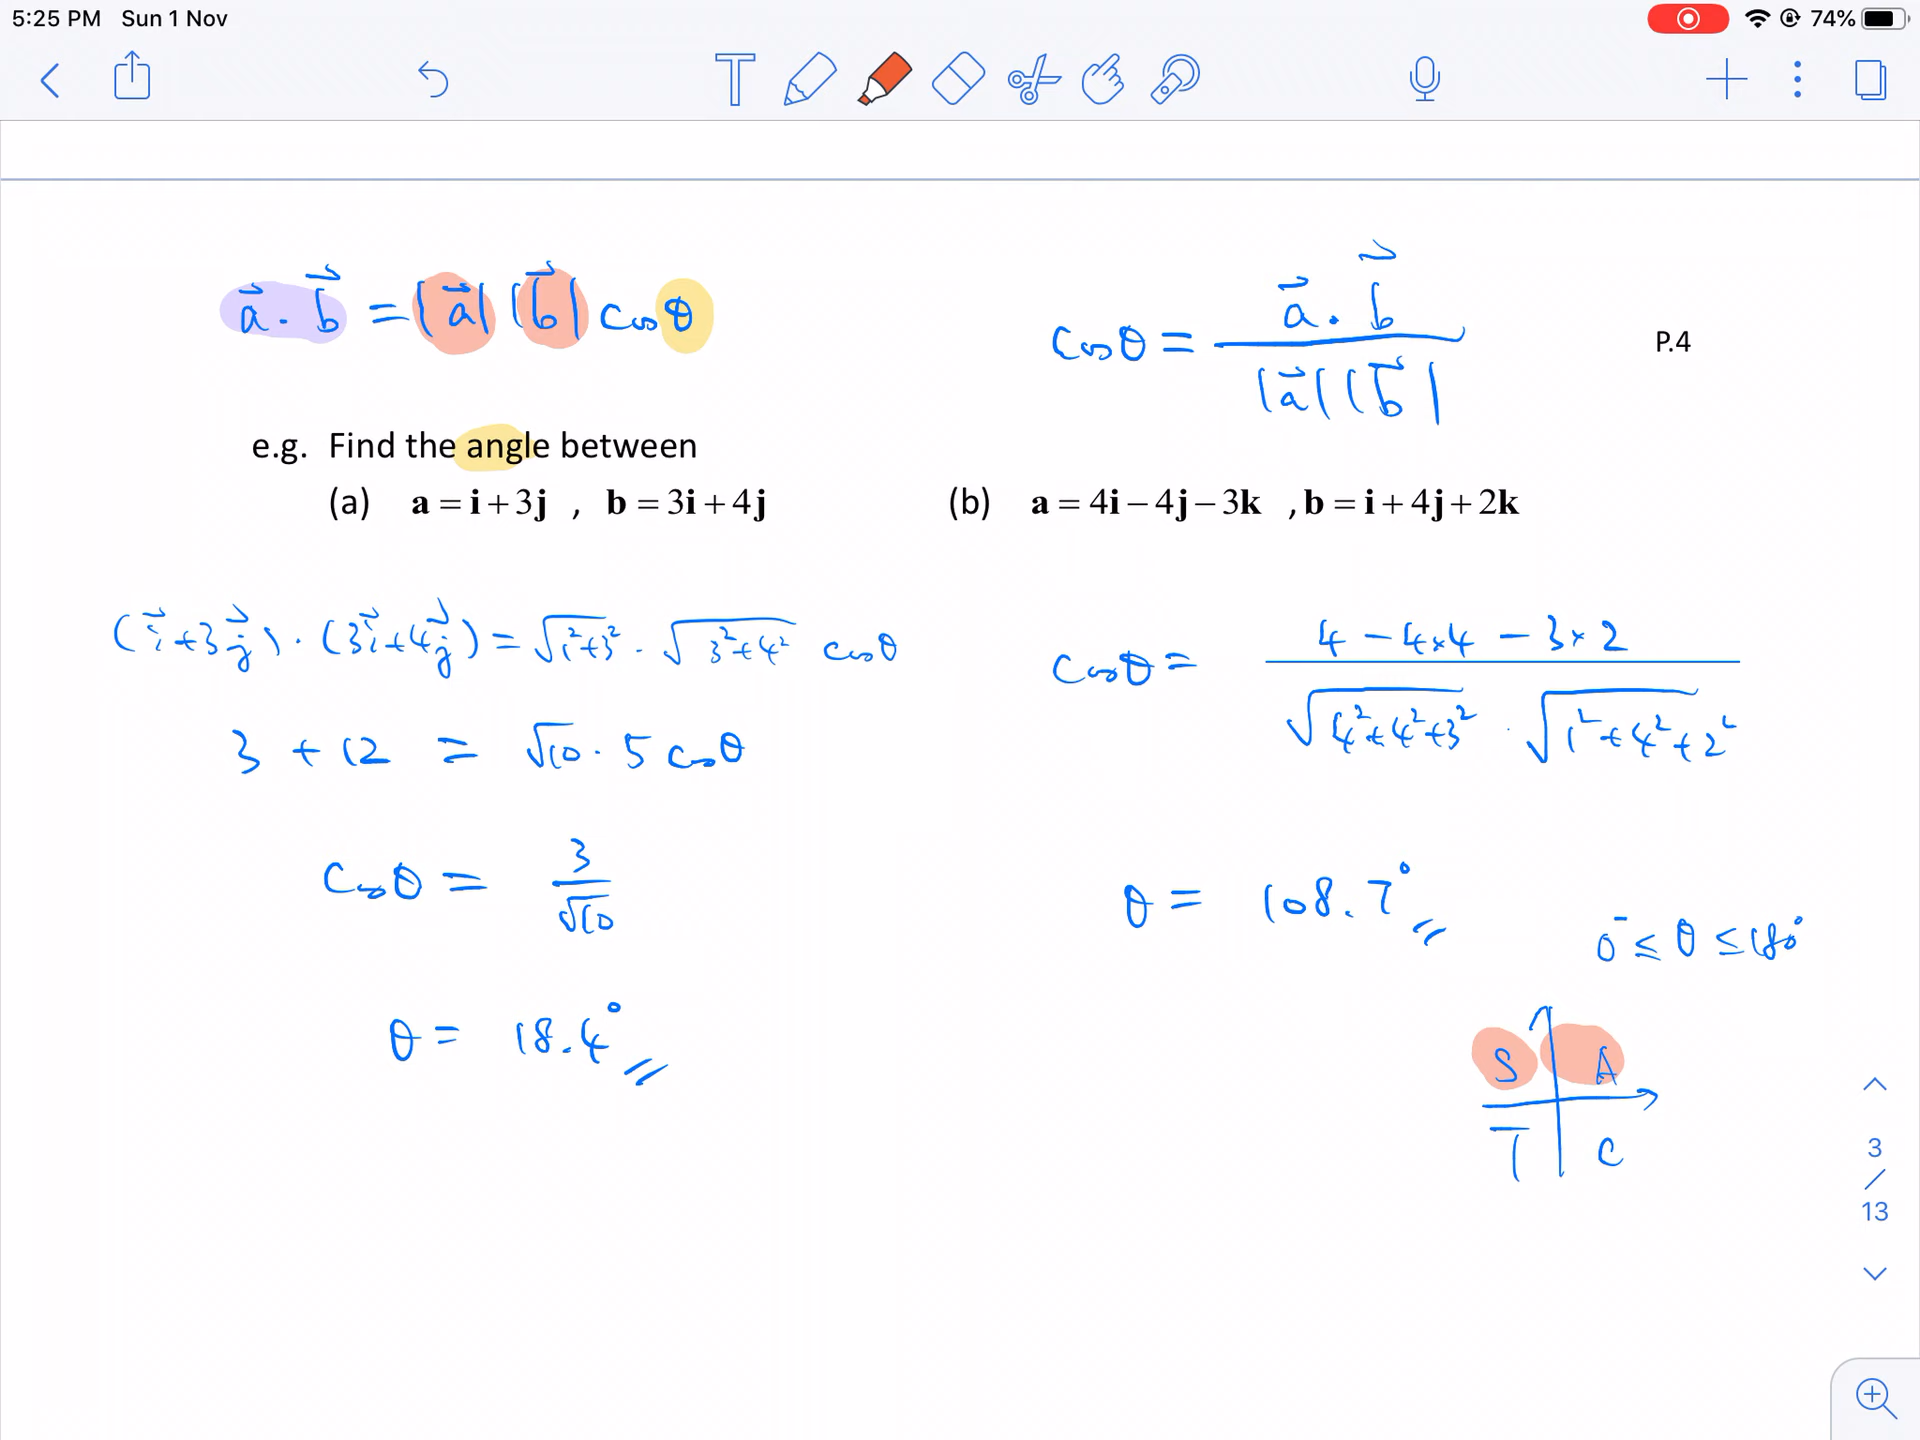 5:25 PM Sun 1 Nov 74%
T
a⃗ · b⃗ = |a⃗| |b⃗| cos θ
cos θ = a⃗ · b⃗ / |a⃗| |b⃗|
P.4
e.g. Find the angle between
(a) a = i + 3j , b = 3i + 4j
(b) a = 4i − 4j − 3k , b = i + 4j + 2k
(i⃗ + 3j⃗) · (3i⃗ + 4j⃗) = √(1² + 3²) · √(3² + 4²) cos θ
3 + 12 = √10 · 5 cos θ
cos θ = 3 / √10
θ = 18.4°
cos θ = 4 − 4×4 − 3×2 / √(4² + 4² + 3²) · √(1² + 4² + 2²)
θ = 108.7°
0° ≤ θ ≤ 180°
S A
T C
3
/
13